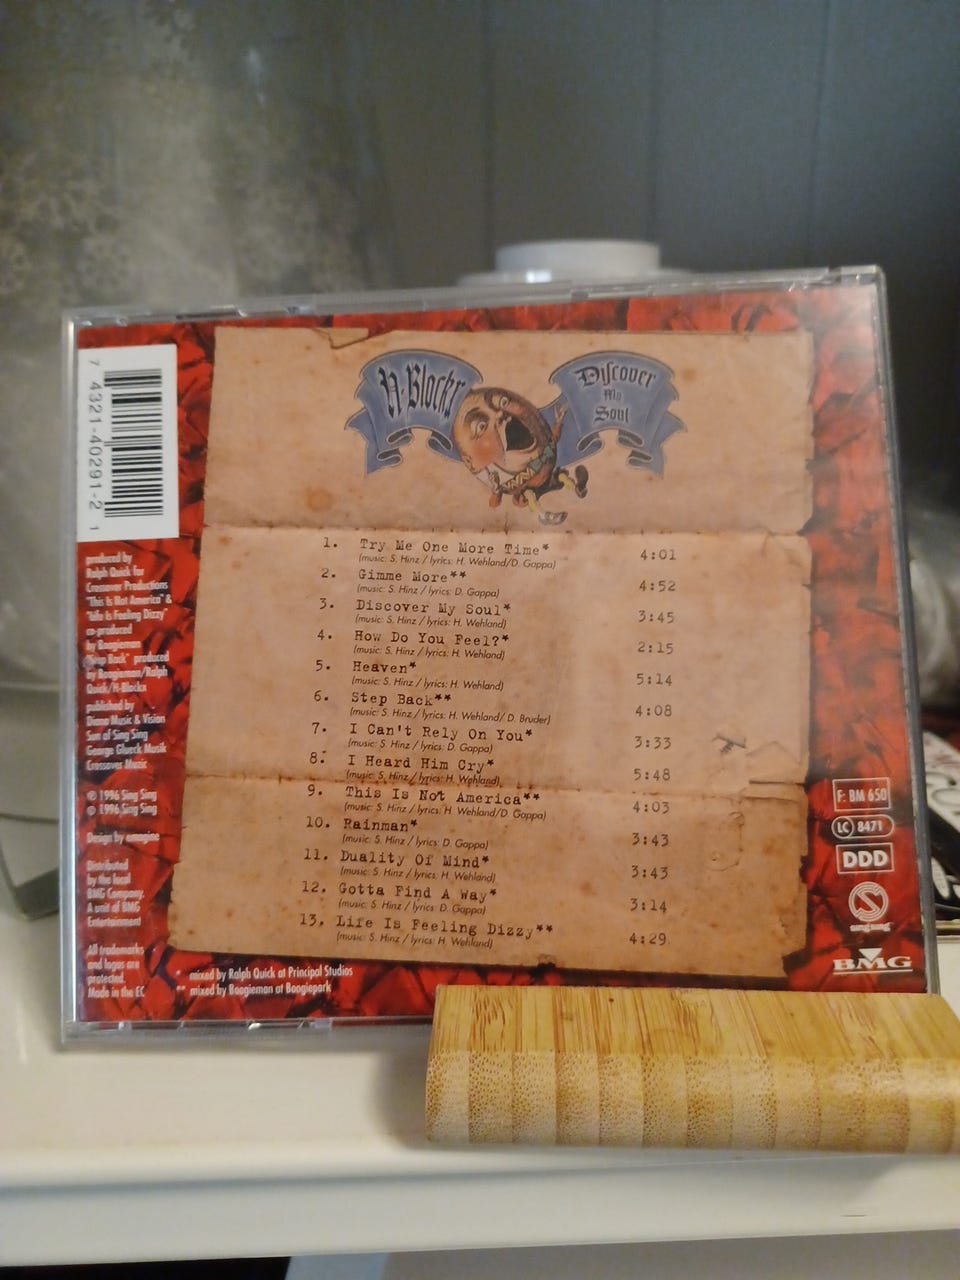 H-Blockx
Discover
My
Soul
7 4321-40291-2 1
1. Try Me One More Time* 4:01
(music: S. Hinz / lyrics: H. Wehland/D. Gappa)
2. Gimme More** 4:52
(music: S. Hinz / lyrics: D. Gappa)
3. Discover My Soul* 3:45
(music: S. Hinz / lyrics: H. Wehland)
4. How Do You Feel?* 2:15
(music: S. Hinz / lyrics: H. Wehland)
5. Heaven* 5:14
(music: S. Hinz / lyrics: H. Wehland)
6. Step Back** 4:08
(music: S. Hinz / lyrics: H. Wehland/ D. Bruder)
7. I Can't Rely On You* 3:33
(music: S. Hinz / lyrics: D. Gappa)
8. I Heard Him Cry* 5:48
(music: S. Hinz / lyrics: H. Wehland)
9. This Is Not America** 4:03
(music: S. Hinz / lyrics: H. Wehland/D. Gappa)
10. Rainman* 3:43
(music: S. Hinz / lyrics: D. Gappa)
11. Duality Of Mind* 3:43
(music: S. Hinz / lyrics: H. Wehland)
12. Gotta Find A Way* 3:14
(music: S. Hinz / lyrics: D. Gappa)
13. Life Is Feeling Dizzy** 4:29
(music: S. Hinz / lyrics: H. Wehland)
* mixed by Ralph Quick at Principal Studios
** mixed by Boogieman at Boogiepark
produced by
Ralph Quick for
Crossover Productions
"This Is Not America" &
"Life Is Feeling Dizzy"
co-produced
by Boogieman
"Step Back" produced
by Boogieman/Ralph
Quick/H-Blockx
published by
Diana Music & Vision
Sun of Sing Sing
George Glueck Musik
Crossover Music
℗ 1996 Sing Sing
© 1996 Sing Sing
Design by emagine
Distributed
by the local
BMG Company.
A unit of BMG
Entertainment
All trademarks
and logos are
protected.
Made in the EC
F: BM 650
LC 8471
DDD
S
sing sing
BMG